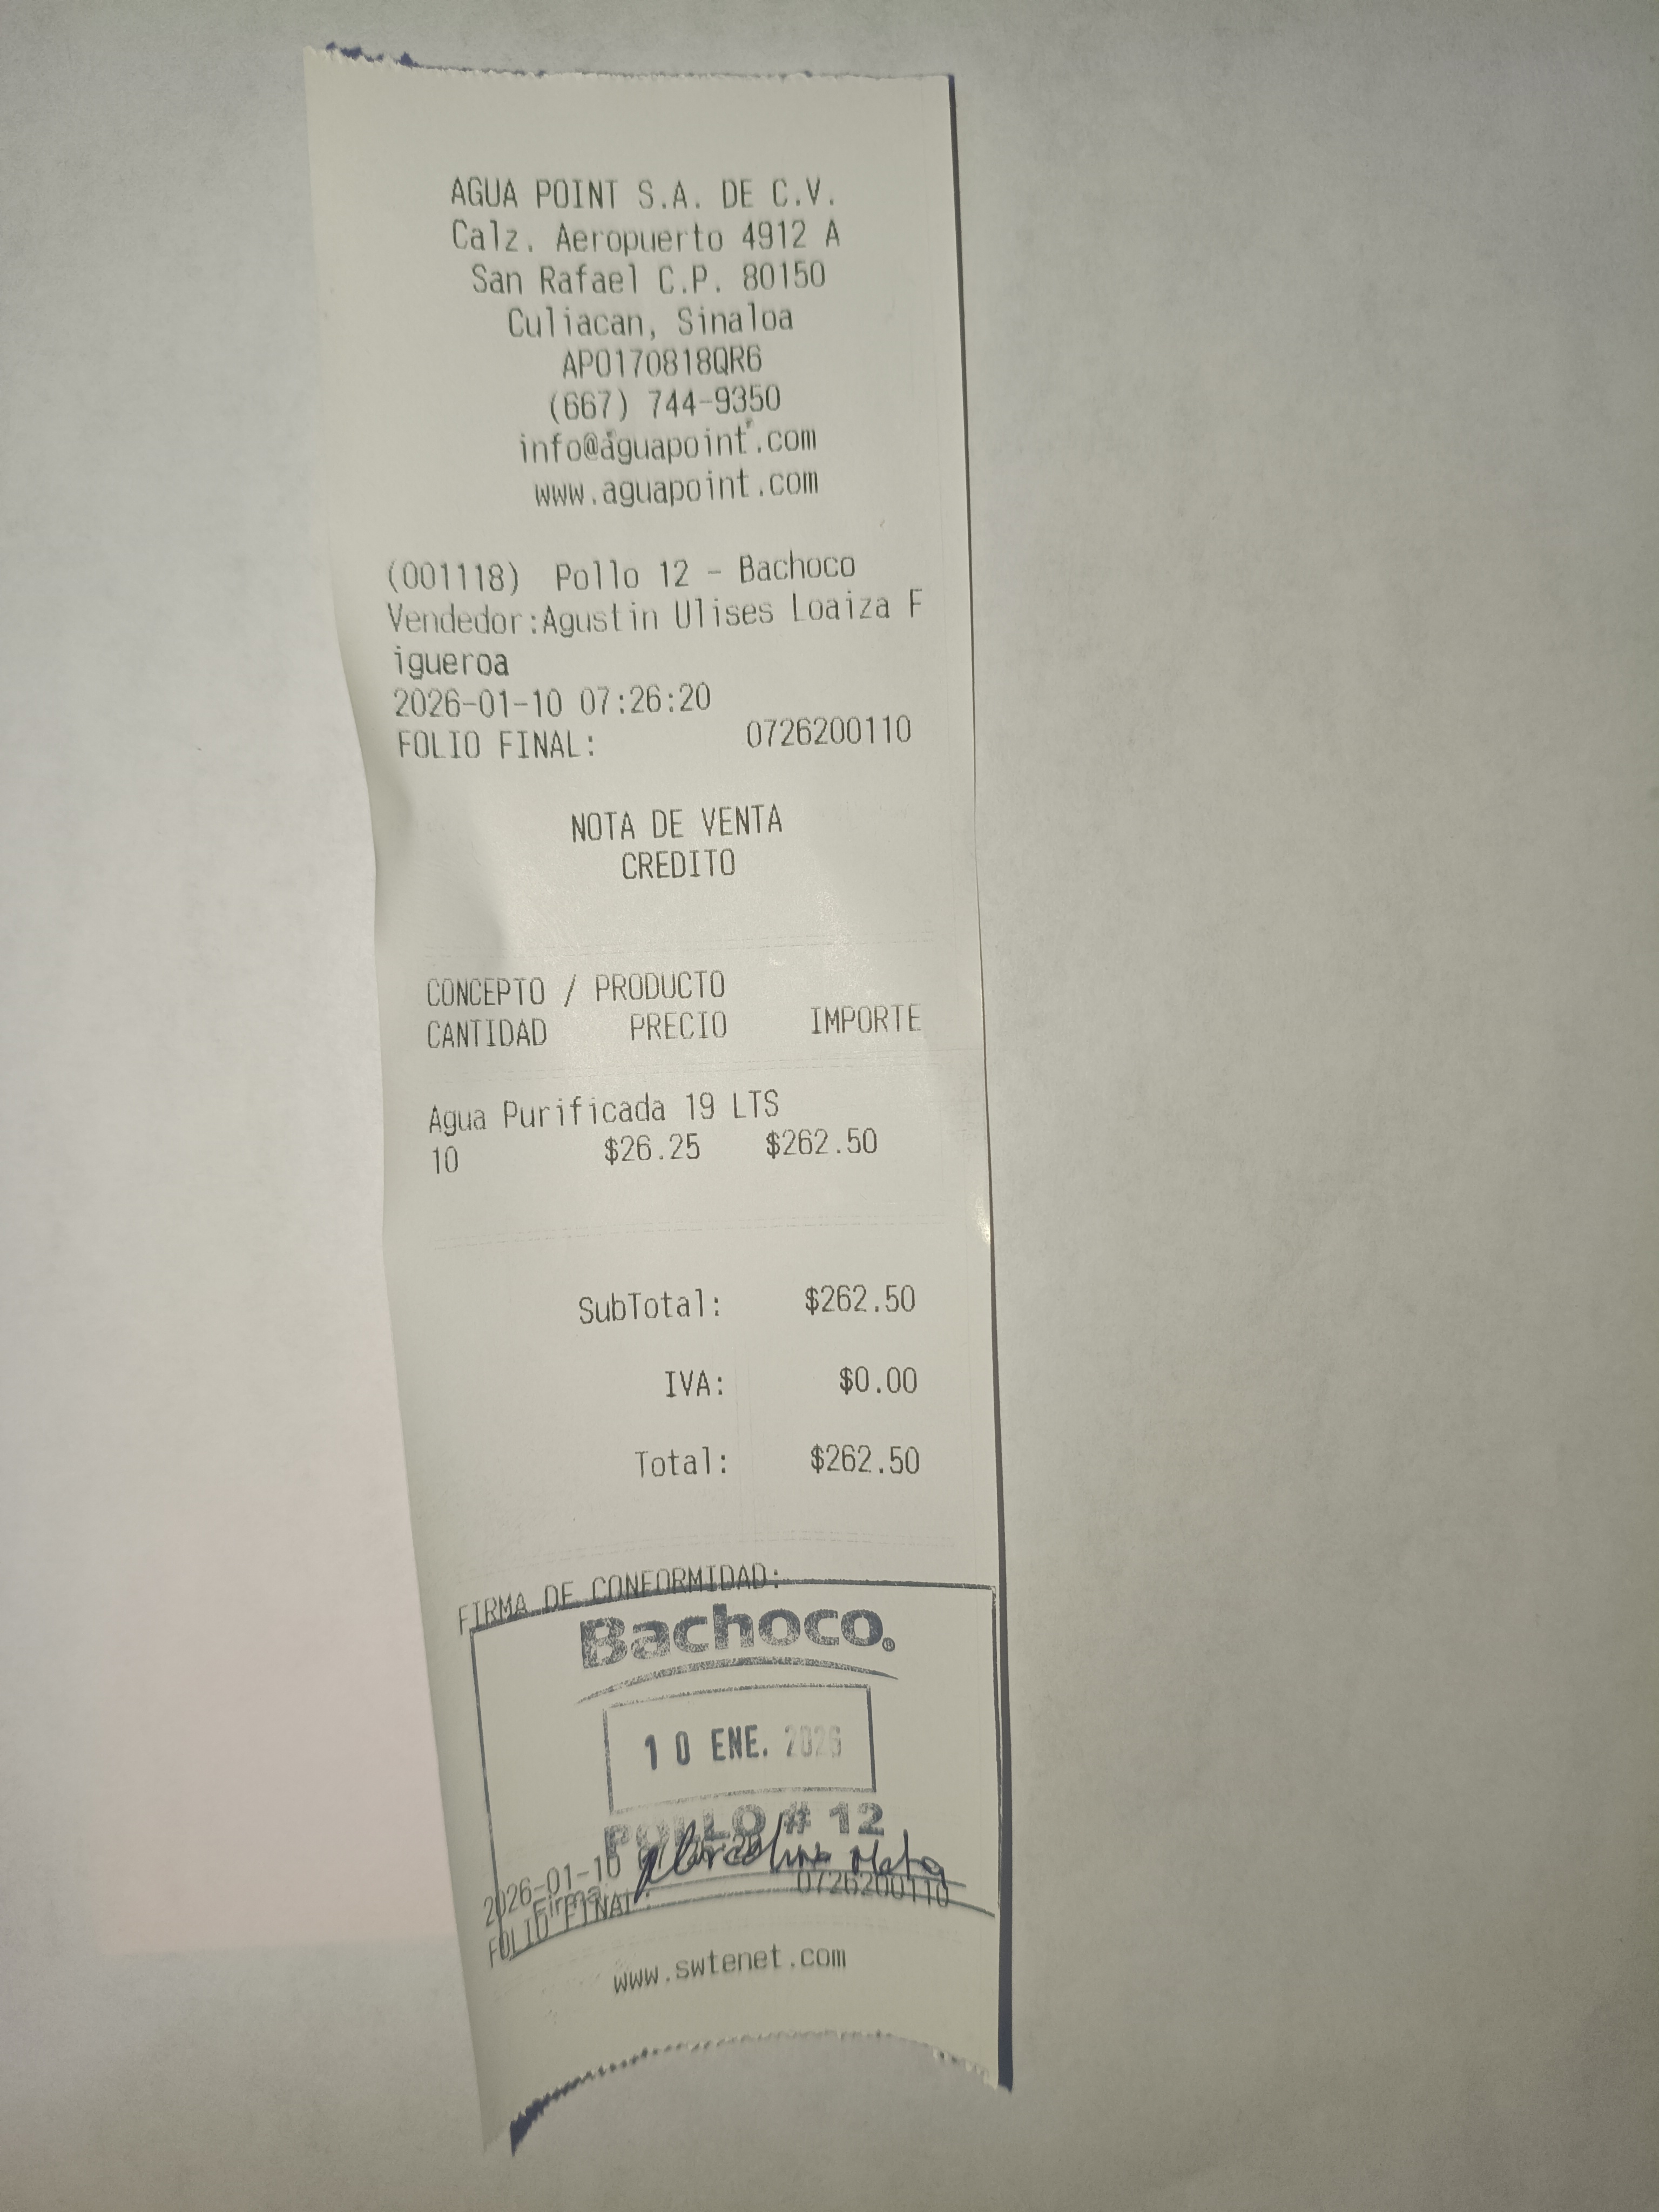 AGUA POINT S.A. DE C.V.
Calz. Aeropuerto 4912 A
San Rafael C.P. 80150
Culiacan, Sinaloa
APO170818QR6
(667) 744-9350
info@aguapoint.com
www.aguapoint.com
(001118) Pollo 12 - Bachoco
Vendedor:Agustin Ulises Loaiza F
igueroa
2026-01-10 07:26:20
FOLIO FINAL: 0726200110
NOTA DE VENTA
CREDITO
CONCEPTO / PRODUCTO
CANTIDAD PRECIO IMPORTE
Agua Purificada 19 LTS
10 $26.25 $262.50
SubTotal: $262.50
IVA: $0.00
Total: $262.50
FIRMA DE CONFORMIDAD:
Bachoco®
10 ENE. 2026
POLLO # 12
2026-01-10
Firma:
FOLIO FINAL: 0726200110
www.swtenet.com